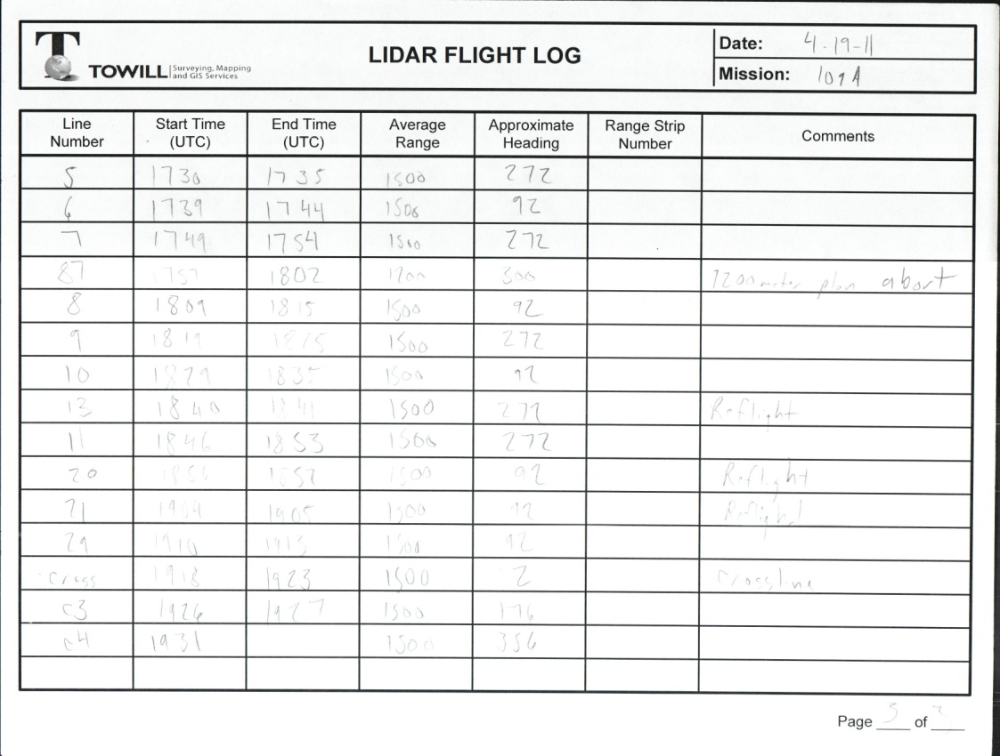 T TOWILL Surveying, Mapping and GIS Services
LIDAR FLIGHT LOG
Date: 4-19-11
Mission: 109A
Line Number Start Time (UTC) End Time (UTC) Average Range Approximate Heading Range Strip Number Comments
5 1730 1735 1500 272
6 1739 1744 1500 92
7 1749 1754 1500 272
87 1757 1802 1200 300 1200 meter plan abort
8 1809 1815 1500 92
9 1819 1825 1500 272
10 1829 1835 1500 92
1840 1841 1500 Reflight
11 1846 1853 1500 272
20 1856 1857 1500 92 Reflight
21 1904 1905 1500 92 Reflight
29 1910 1913 1500 92
cross 1918 1923 1500 2 crossline
c3 1926 1927 1500 176
c4 1931 1500 356
Page of